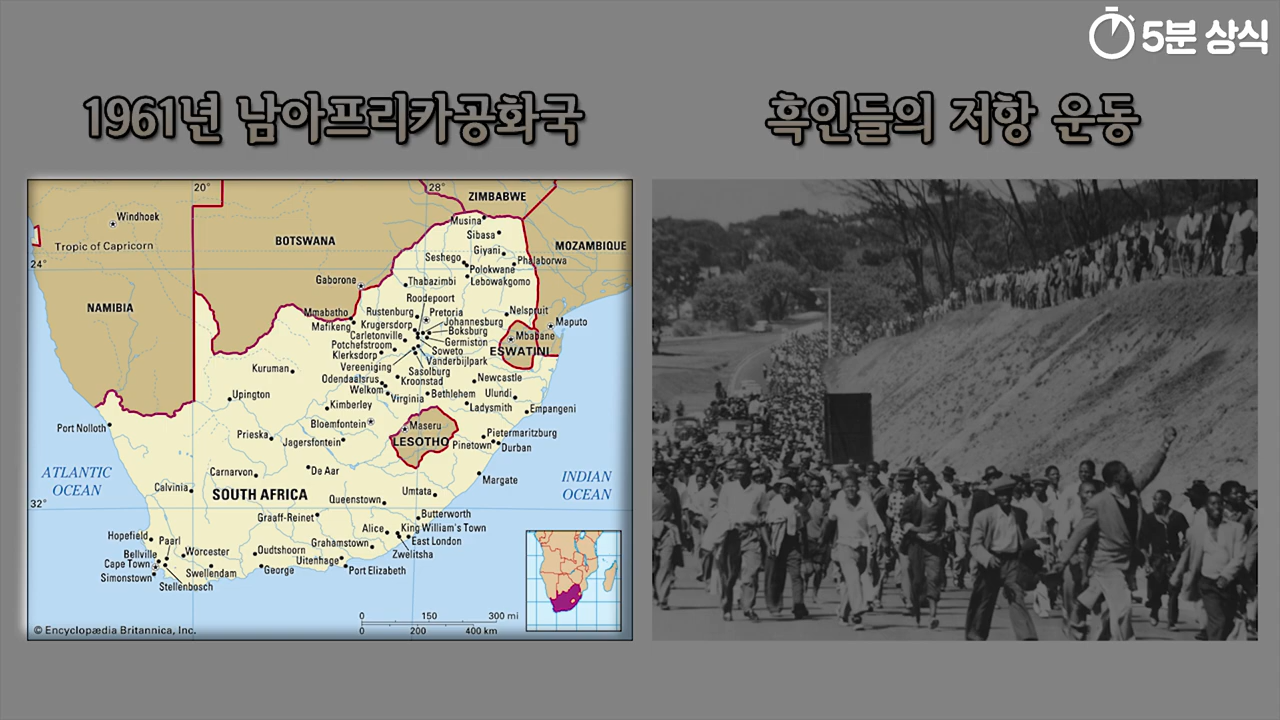 5분 상식
1961년 남아프리카공화국
흑인들의 저항 운동
20°
28°
ZIMBABWE
Musina
Windhoek
Sibasa
Tropic of Capricorn
BOTSWANA
Giyani
MOZAMBIQUE
24°
Seshego
Phalaborwa
Polokwane
Gaborone
Thabazimbi
Lebowakgomo
NAMIBIA
Roodepoort
Mmabatho
Rustenburg
Pretoria
Nelspruit
Mafikeng
Krugersdorp
Johannesburg
Maputo
Carletonville
Boksburg
Mbabane
Potchefstroom
Germiston
Klerksdorp
Soweto
ESWATINI
Vanderbijlpark
Vereeniging
Kuruman
Sasolburg
Odendaalsrus
Kroonstad
Newcastle
Welkom
Upington
Virginia
Bethlehem
Ulundi
Kimberley
Ladysmith
Empangeni
Port Nolloth
Bloemfontein
Maseru
Prieska
Jagersfontein
LESOTHO
Pietermaritzburg
Pinetown
Durban
ATLANTIC
OCEAN
Carnarvon
De Aar
INDIAN
OCEAN
Calvinia
Margate
SOUTH AFRICA
Umtata
Queenstown
32°
Graaff-Reinet
Butterworth
Hopefield
Paarl
Alice
King William's Town
Bellville
Worcester
Oudtshoorn
Grahamstown
East London
Cape Town
Uitenhage
Zwelitsha
Simonstown
Swellendam
George
Port Elizabeth
Stellenbosch
0 150 300 mi
0 200 400 km
© Encyclopædia Britannica, Inc.